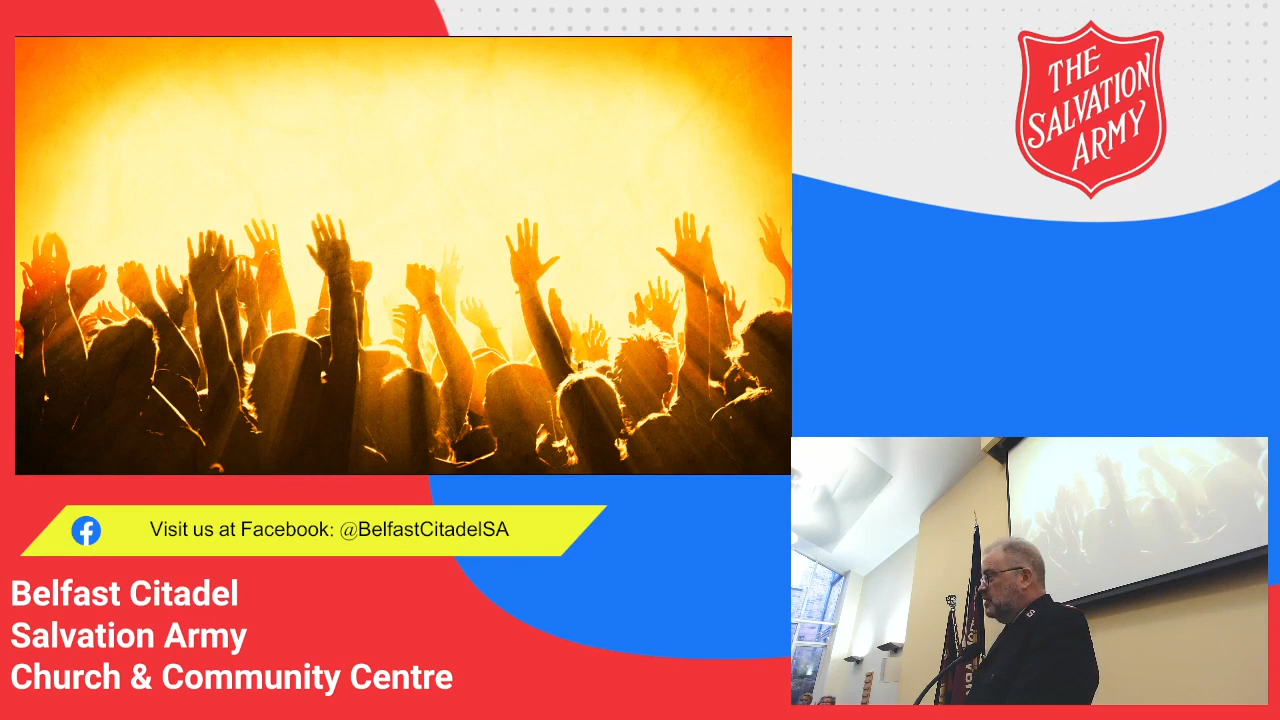 THE
SALVATION
ARMY
Visit us at Facebook: @BelfastCitadelSA
Belfast Citadel
Salvation Army
Church & Community Centre
S